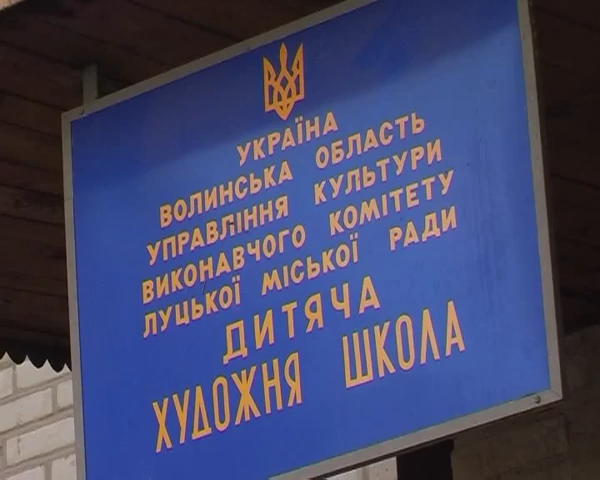 УКРАЇНА
ВОЛИНСЬКА ОБЛАСТЬ
УПРАВЛІННЯ КУЛЬТУРИ
ВИКОНАВЧОГО КОМІТЕТУ
ЛУЦЬКОЇ МІСЬКОЇ РАДИ
ДИТЯЧА
ХУДОЖНЯ ШКОЛА